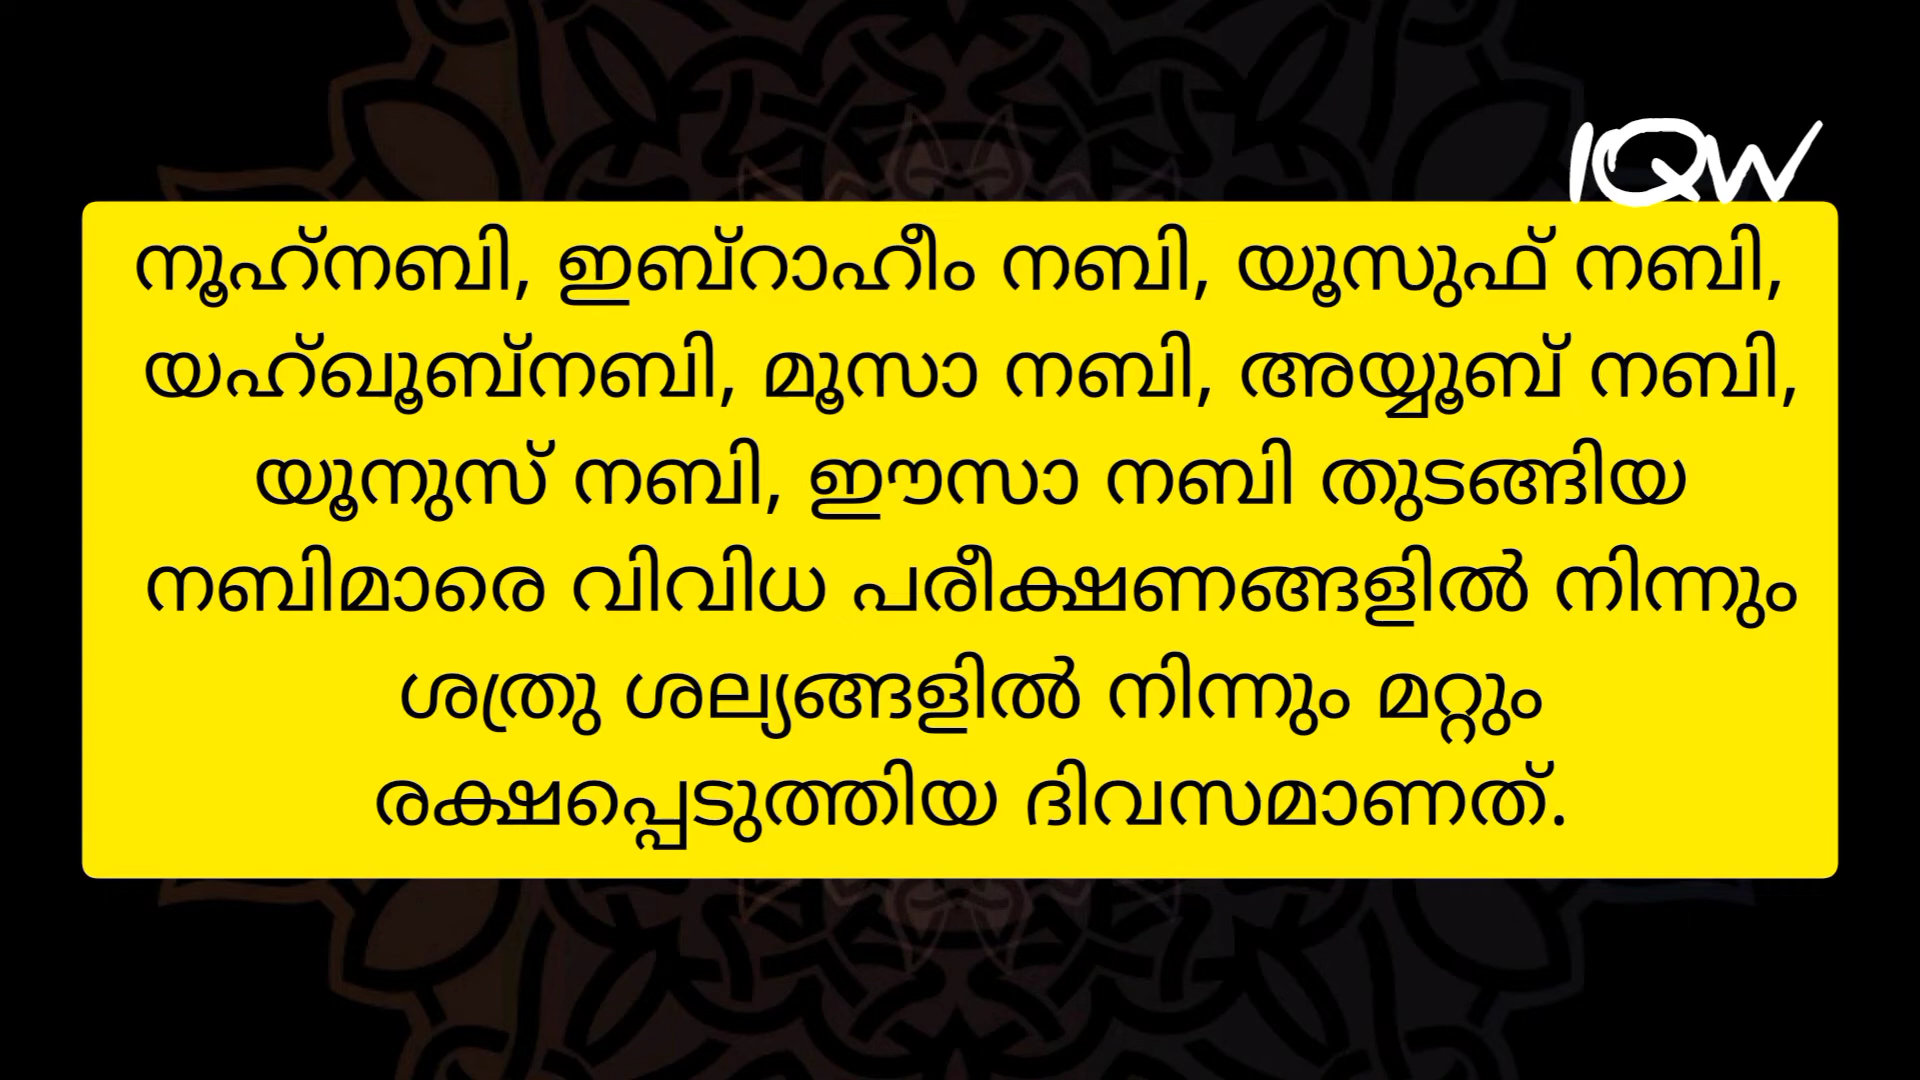 IQW
നൂഹ്നബി, ഇബ്റാഹീം നബി, യൂസുഫ് നബി,
യഹ്ഖൂബ്നബി, മൂസാ നബി, അയ്യൂബ് നബി,
യൂനുസ് നബി, ഈസാ നബി തുടങ്ങിയ
നബിമാരെ വിവിധ പരീക്ഷണങ്ങളിൽ നിന്നും
ശത്രു ശല്യങ്ങളിൽ നിന്നും മറ്റും
രക്ഷപ്പെടുത്തിയ ദിവസമാണത്.